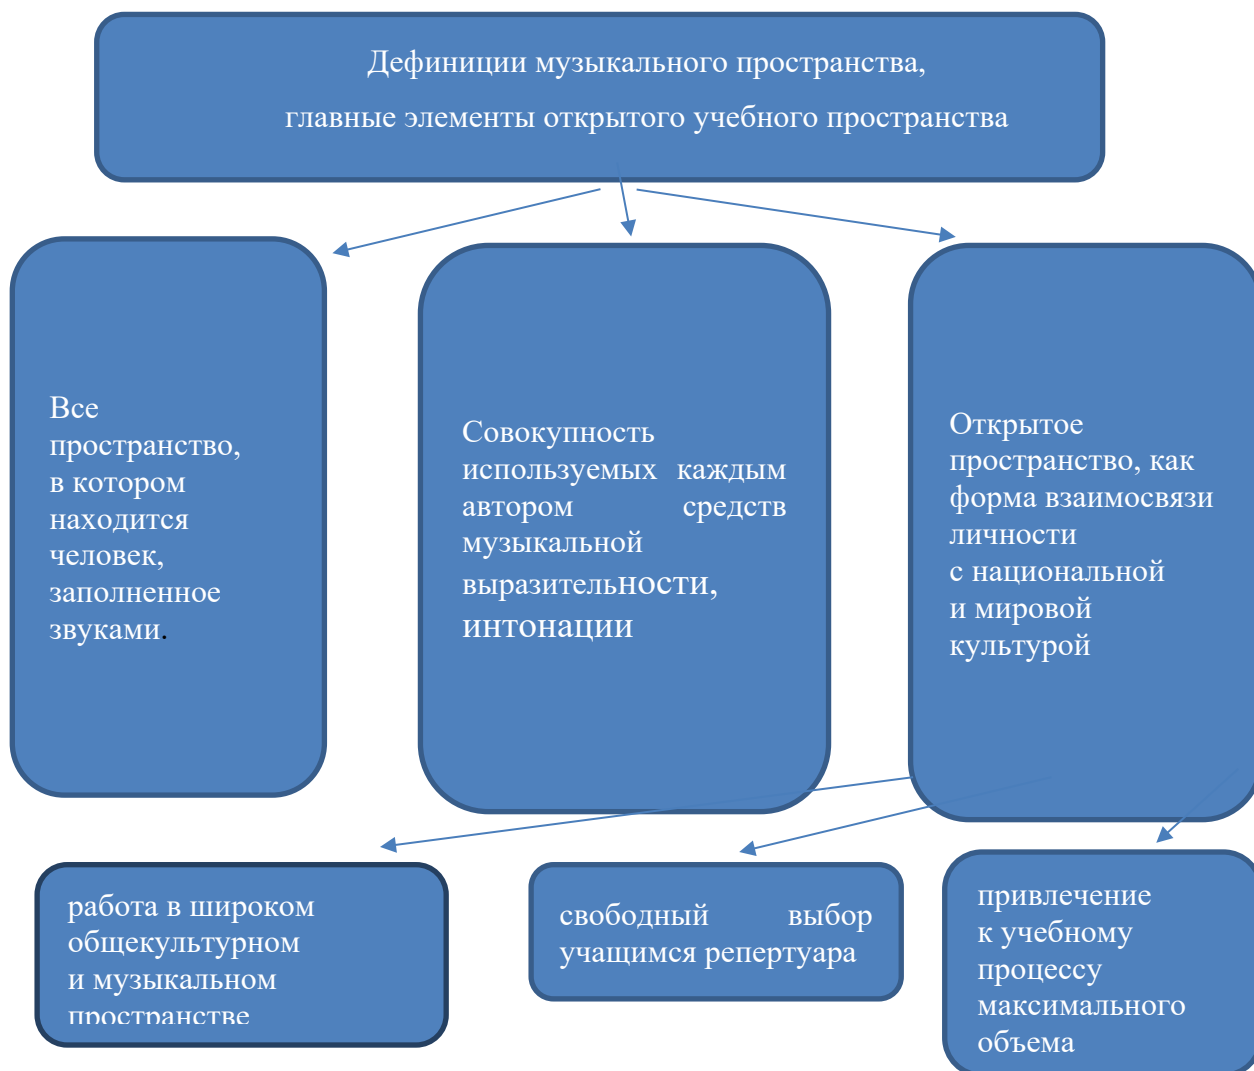 Дефиниции музыкального пространства,
главные элементы открытого учебного пространства
Все
пространство,
в котором
находится
человек,
заполненное
звуками.
Совокупность
используемых каждым
автором средств
музыкальной
выразительности,
интонации
Открытое
пространство, как
форма взаимосвязи
личности
с национальной
и мировой
культурой
работа в широком
общекультурном
и музыкальном
пространстве
свободный выбор
учащимся репертуара
привлечение
к учебному
процессу
максимального
объема